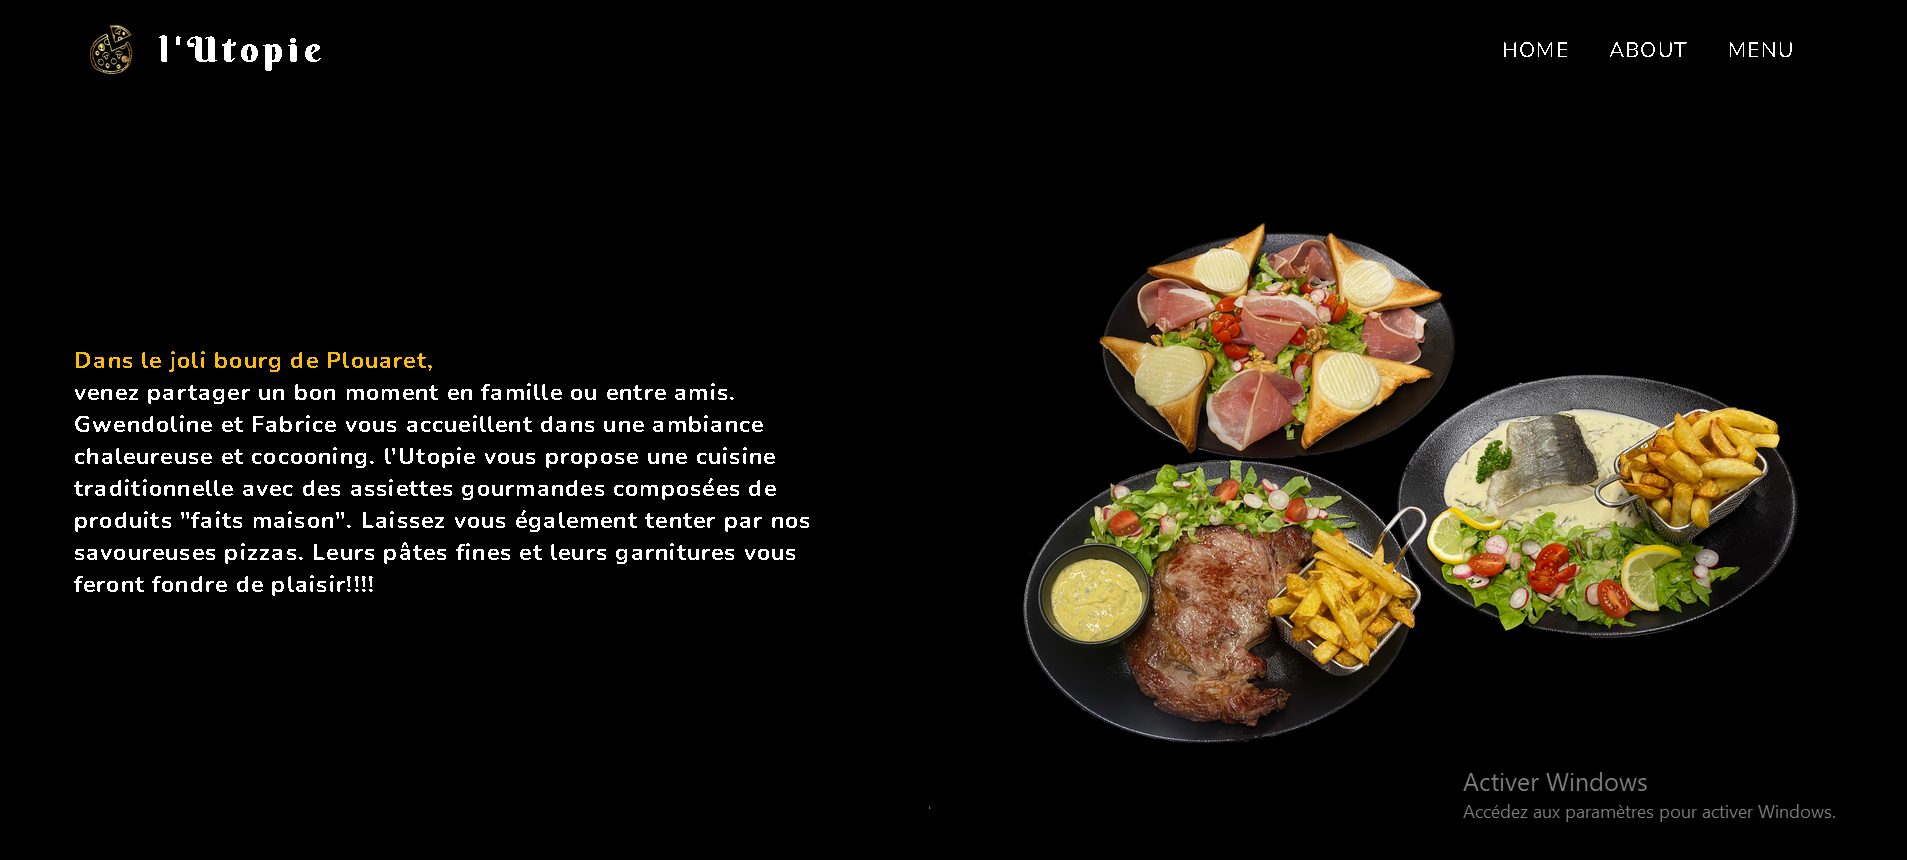 l'Utopie
HOME ABOUT MENU
Dans le joli bourg de Plouaret,
venez partager un bon moment en famille ou entre amis.
Gwendoline et Fabrice vous accueillent dans une ambiance
chaleureuse et cocooning. l'Utopie vous propose une cuisine
traditionnelle avec des assiettes gourmandes composées de
produits ”faits maison”. Laissez vous également tenter par nos
savoureuses pizzas. Leurs pâtes fines et leurs garnitures vous
feront fondre de plaisir!!!!
Activer Windows
Accédez aux paramètres pour activer Windows.